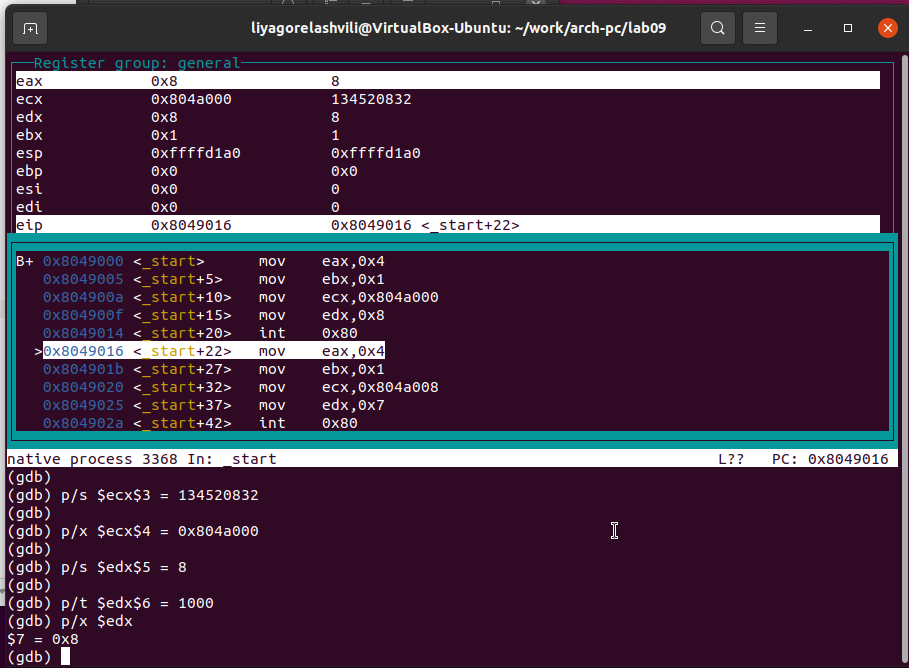 liyagorelashvili@VirtualBox-Ubuntu: ~/work/arch-pc/lab09
Register group: general
eax 0x8 8
ecx 0x804a000 134520832
edx 0x8 8
ebx 0x1 1
esp 0xffffd1a0 0xffffd1a0
ebp 0x0 0x0
esi 0x0 0
edi 0x0 0
eip 0x8049016 0x8049016 <_start+22>
B+ 0x8049000 <_start> mov eax,0x4
0x8049005 <_start+5> mov ebx,0x1
0x804900a <_start+10> mov ecx,0x804a000
0x804900f <_start+15> mov edx,0x8
0x8049014 <_start+20> int 0x80
>0x8049016 <_start+22> mov eax,0x4
0x804901b <_start+27> mov ebx,0x1
0x8049020 <_start+32> mov ecx,0x804a008
0x8049025 <_start+37> mov edx,0x7
0x804902a <_start+42> int 0x80
native process 3368 In: _start L?? PC: 0x8049016
(gdb)
(gdb) p/s $ecx$3 = 134520832
(gdb)
(gdb) p/x $ecx$4 = 0x804a000
(gdb)
(gdb) p/s $edx$5 = 8
(gdb)
(gdb) p/t $edx$6 = 1000
(gdb) p/x $edx
$7 = 0x8
(gdb)